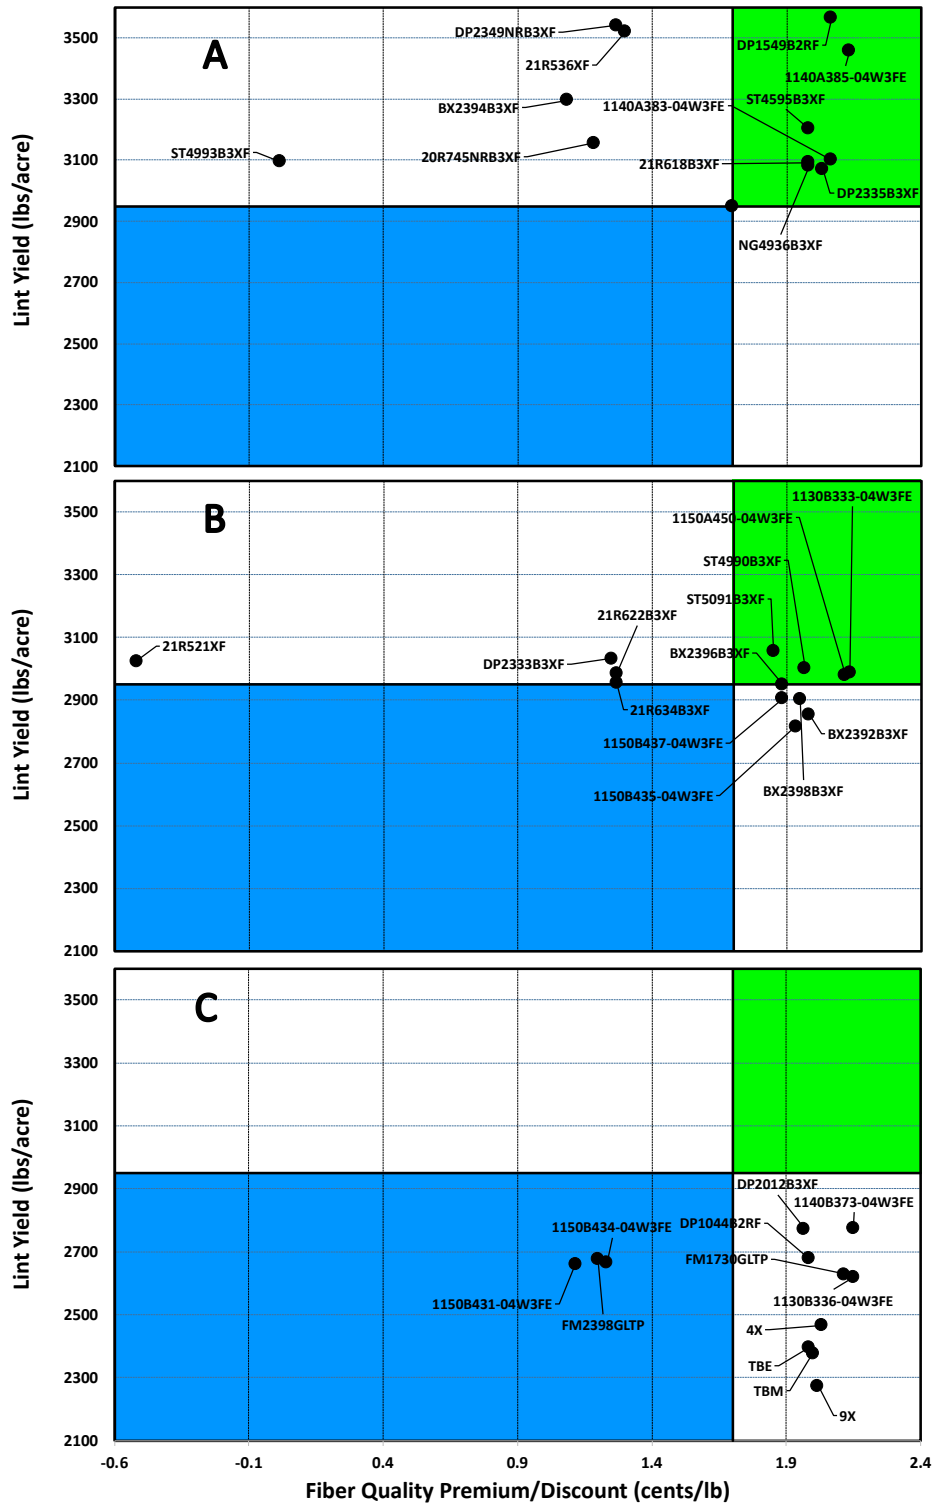 A
3500
3300
3100
2900
2700
2500
2300
2100
Lint Yield (lbs/acre)
DP2349NRB3XF
21R536XF
BX2394B3XF
20R745NRB3XF
ST4993B3XF
DP1549B2RF
1140A385-04W3FE
ST4595B3XF
1140A383-04W3FE
21R618B3XF
DP2335B3XF
NG4936B3XF
B
3500
3300
3100
2900
2700
2500
2300
2100
Lint Yield (lbs/acre)
1130B333-04W3FE
1150A450-04W3FE
ST4990B3XF
ST5091B3XF
21R622B3XF
21R521XF
BX2396B3XF
DP2333B3XF
21R634B3XF
BX2392B3XF
1150B437-04W3FE
BX2398B3XF
1150B435-04W3FE
C
3500
3300
3100
2900
2700
2500
2300
2100
Lint Yield (lbs/acre)
DP2012B3XF
1140B373-04W3FE
DP1044B2RF
1150B434-04W3FE
FM1730GLTP
1130B336-04W3FE
1150B431-04W3FE
FM2398GLTP
4X
TBE
TBM
9X
-0.6 -0.1 0.4 0.9 1.4 1.9 2.4
Fiber Quality Premium/Discount (cents/lb)